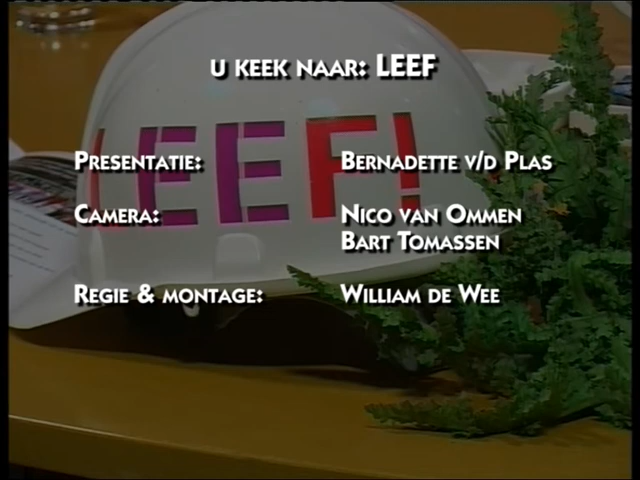 U KEEK NAAR: LEEF
LEEF!
PRESENTATIE: BERNADETTE V/D PLAS
CAMERA: NICO VAN OMMEN
BART TOMASSEN
REGIE & MONTAGE: WILLIAM DE WEE